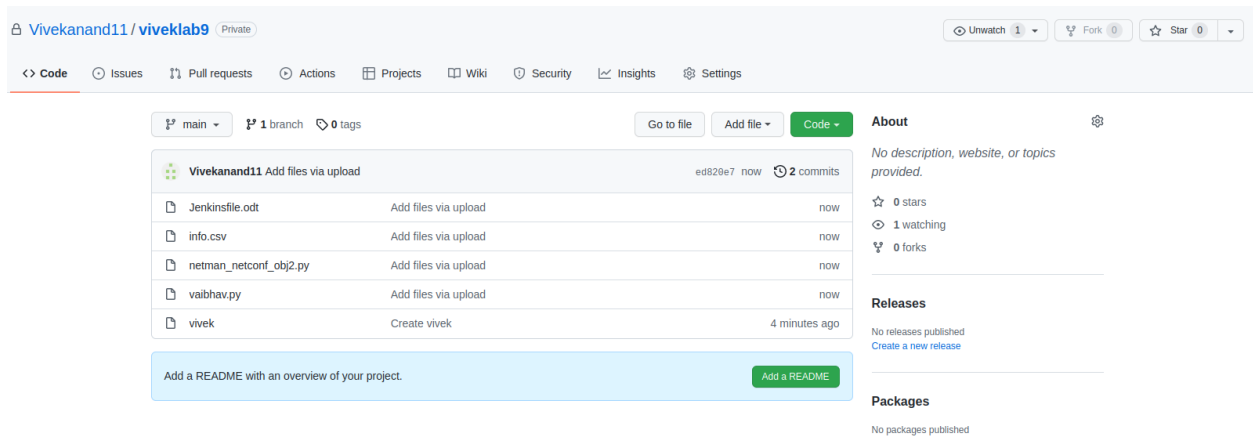 Vivekanand11 / viveklab9 Private
Unwatch 1 Fork 0 Star 0
Code Issues Pull requests Actions Projects Wiki Security Insights Settings
main 1 branch 0 tags Go to file Add file Code
Vivekanand11 Add files via upload ed820e7 now 2 commits
Jenkinsfile.odt Add files via upload now
info.csv Add files via upload now
netman_netconf_obj2.py Add files via upload now
vaibhav.py Add files via upload now
vivek Create vivek 4 minutes ago
Add a README with an overview of your project. Add a README
About
No description, website, or topics
provided.
0 stars
1 watching
0 forks
Releases
No releases published
Create a new release
Packages
No packages published